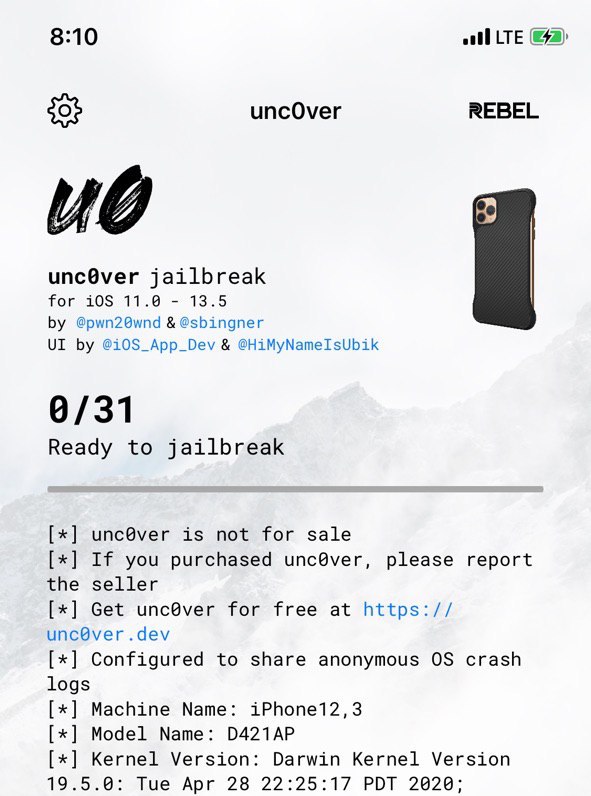 8:10
LTE
unc0ver
REBEL
u0
unc0ver jailbreak
for iOS 11.0 - 13.5
by @pwn20wnd & @sbingner
UI by @iOS_App_Dev & @HiMyNameIsUbik
0/31
Ready to jailbreak
[*] unc0ver is not for sale
[*] If you purchased unc0ver, please report
the seller
[*] Get unc0ver for free at https://
unc0ver.dev
[*] Configured to share anonymous OS crash
logs
[*] Machine Name: iPhone12,3
[*] Model Name: D421AP
[*] Kernel Version: Darwin Kernel Version
19.5.0: Tue Apr 28 22:25:17 PDT 2020;